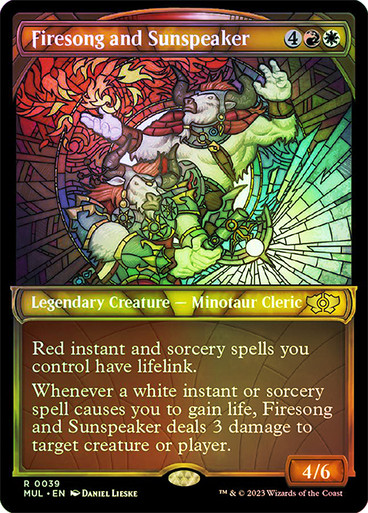 Firesong and Sunspeaker 4
Legendary Creature — Minotaur Cleric
Red instant and sorcery spells you
control have lifelink.
Whenever a white instant or sorcery
spell causes you to gain life, Firesong
and Sunspeaker deals 3 damage to
target creature or player.
4/6
R 0039
MUL • EN DANIEL LIESKE
™ & © 2023 Wizards of the Coast